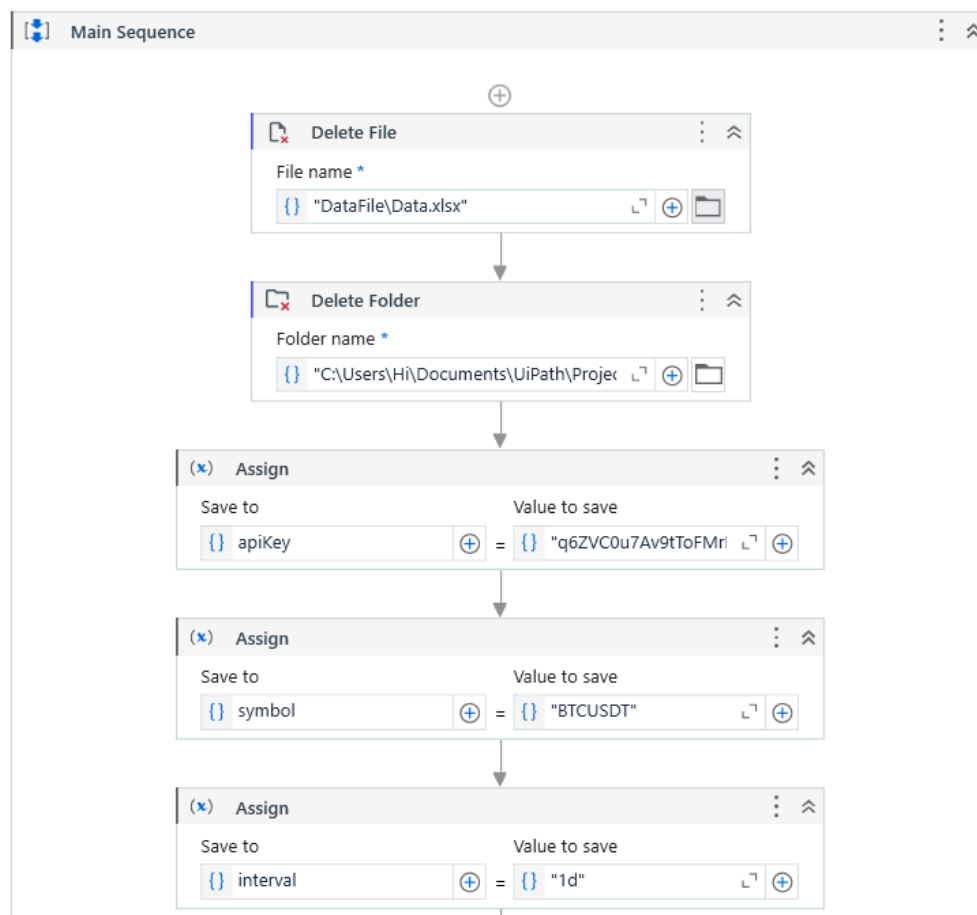 Main Sequence
Delete File
File name *
"DataFile\Data.xlsx"
Delete Folder
Folder name *
"C:\Users\Hi\Documents\UiPath\Projec
(x) Assign
Save to Value to save
{} apiKey = {} "q6ZVC0u7Av9tToFMr
(x) Assign
Save to Value to save
{} symbol = {} "BTCUSDT"
(x) Assign
Save to Value to save
{} interval = {} "1d"